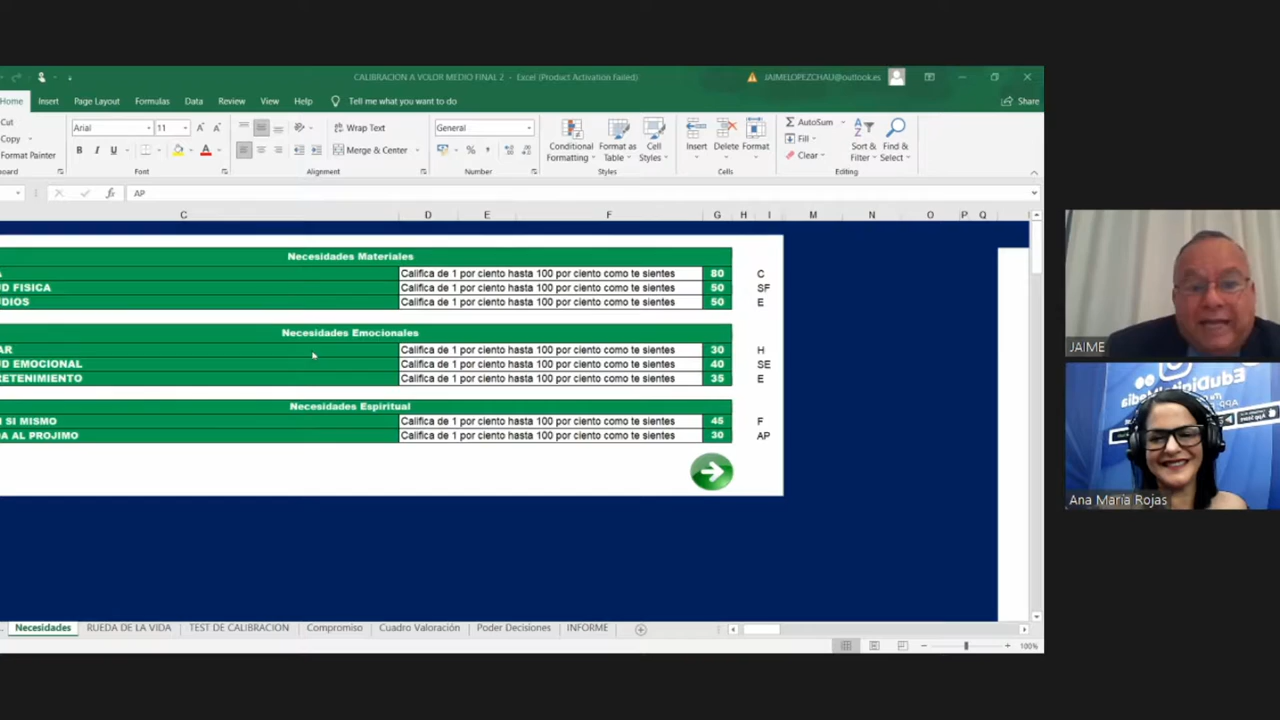 CALIBRACION A VOLOR MEDIO FINAL 2 - Excel (Product Activation Failed)
JAIMELOPEZCHAU@outlook.es
Home Insert Page Layout Formulas Data Review View Help Tell me what you want to do Share
Cut
Copy
Format Painter
Arial 11
Wrap Text
Merge & Center
General
Conditional Formatting
Format as Table
Cell Styles
Insert
Delete
Format
AutoSum
Fill
Clear
Sort & Filter
Find & Select
Font Alignment Number Styles Cells Editing
AP
C D E F G H I M N O P Q
Necesidades Materiales
Califica de 1 por ciento hasta 100 por ciento como te sientes 80 C
UD FISICA Califica de 1 por ciento hasta 100 por ciento como te sientes 50 SF
UDIOS Califica de 1 por ciento hasta 100 por ciento como te sientes 50 E
Necesidades Emocionales
AR Califica de 1 por ciento hasta 100 por ciento como te sientes 30 H
UD EMOCIONAL Califica de 1 por ciento hasta 100 por ciento como te sientes 40 SE
RETENIMIENTO Califica de 1 por ciento hasta 100 por ciento como te sientes 35 E
Necesidades Espiritual
SI MISMO Califica de 1 por ciento hasta 100 por ciento como te sientes 45 F
DA AL PROJIMO Califica de 1 por ciento hasta 100 por ciento como te sientes 30 AP
Necesidades RUEDA DE LA VIDA TEST DE CALIBRACION Compromiso Cuadro Valoración Poder Decisiones INFORME
100%
JAIME
EduDigitalMedia
Ana María Rojas